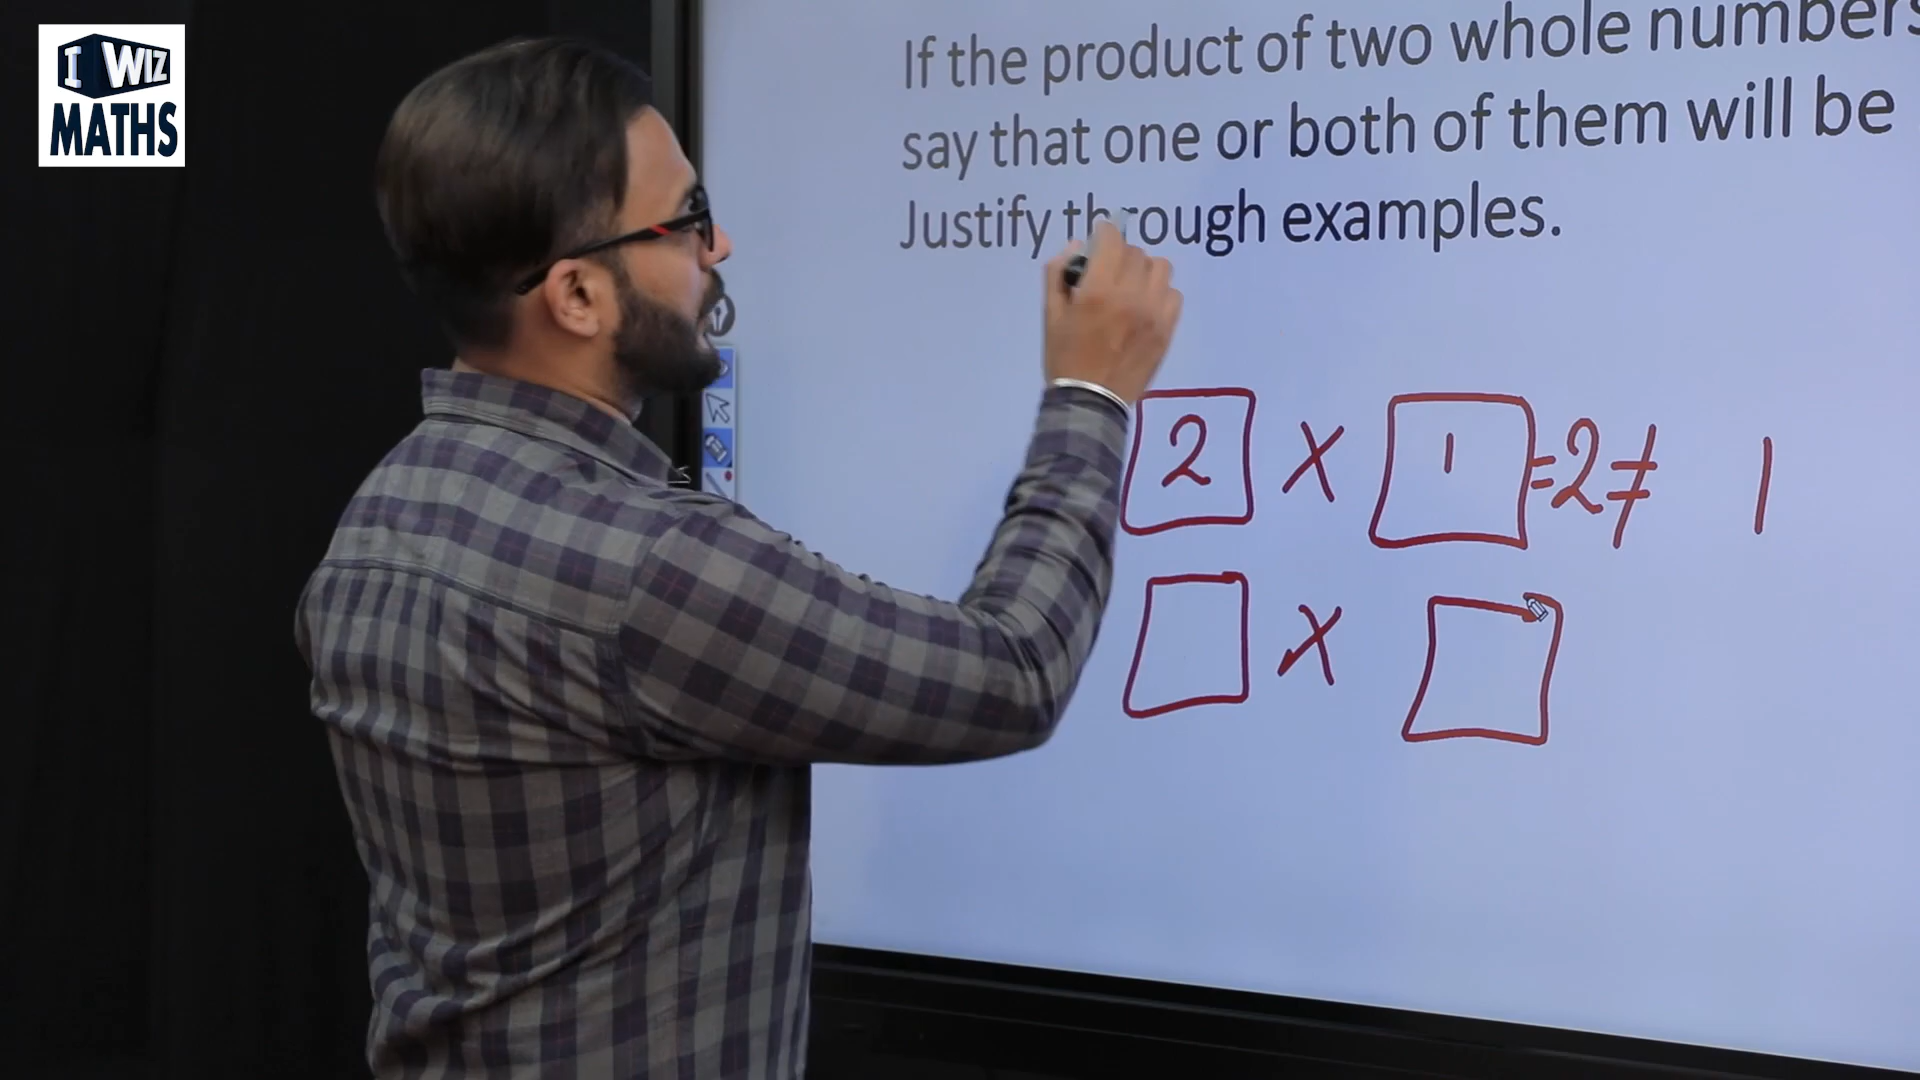 I WIZ
MATHS
If the product of two whole numbers
say that one or both of them will be
Justify through examples.
2 × 1 =2≠ 1
×